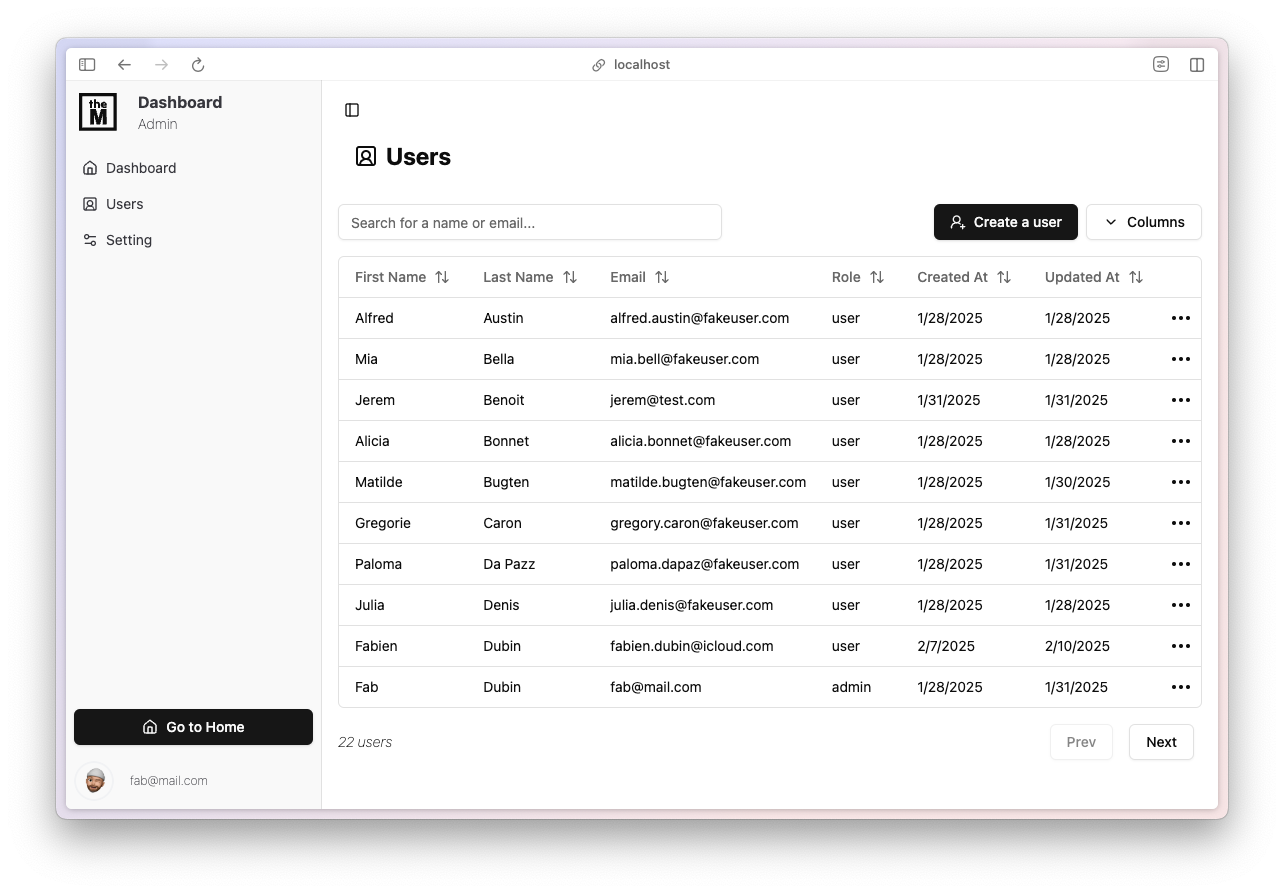 localhost
the
M
Dashboard
Admin
Dashboard
Users
Setting
Go to Home
fab@mail.com
Users
Search for a name or email...
Create a user
Columns
First Name Last Name Email Role Created At Updated At
Alfred Austin alfred.austin@fakeuser.com user 1/28/2025 1/28/2025
Mia Bella mia.bell@fakeuser.com user 1/28/2025 1/28/2025
Jerem Benoit jerem@test.com user 1/31/2025 1/31/2025
Alicia Bonnet alicia.bonnet@fakeuser.com user 1/28/2025 1/28/2025
Matilde Bugten matilde.bugten@fakeuser.com user 1/28/2025 1/30/2025
Gregorie Caron gregory.caron@fakeuser.com user 1/28/2025 1/31/2025
Paloma Da Pazz paloma.dapaz@fakeuser.com user 1/28/2025 1/31/2025
Julia Denis julia.denis@fakeuser.com user 1/28/2025 1/28/2025
Fabien Dubin fabien.dubin@icloud.com user 2/7/2025 2/10/2025
Fab Dubin fab@mail.com admin 1/28/2025 1/31/2025
22 users
Prev
Next